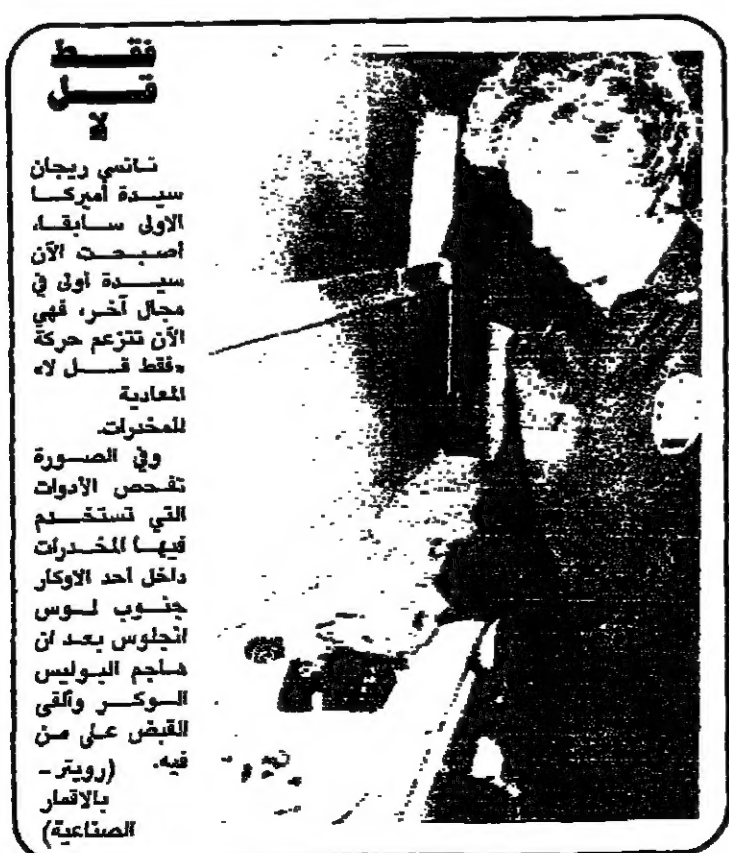 فقط
قل
لا
نانسي ريجان
سيدة أميركا
الاولى سابقا،
أصبحت الآن
سيدة أولى في
مجال آخر، فهي
الآن تتزعم حركة
«فقط قل لا»
المعادية
للمخدرات.
وفي الصورة
تفحص الأدوات
التي تستخدم
فيها المخدرات
داخل أحد الاوكار
جنوب لوس
انجلوس بعد ان
هاجم البوليس
الوكر وألقى
القبض على من
فيه. (رويتر -
بالاقمار
الصناعية)